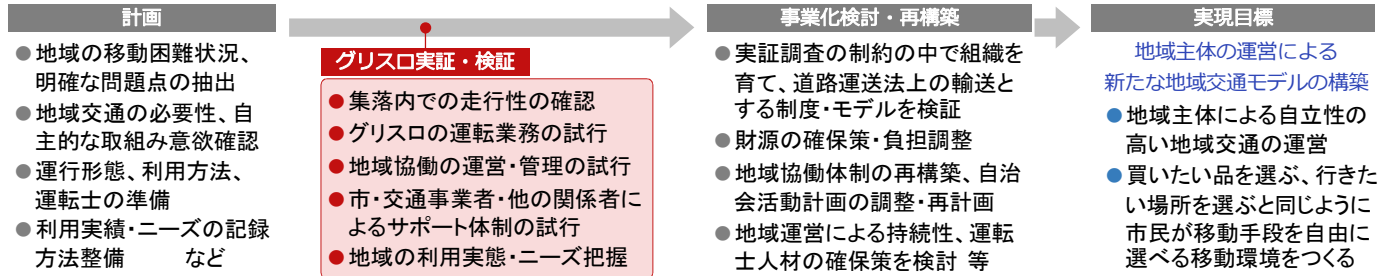 計画
●地域の移動困難状況、
明確な問題点の抽出
●地域交通の必要性、自
主的な取組み意欲確認
●運行形態、利用方法、
運転士の準備
●利用実績・ニーズの記録
方法整備 など
グリスロ実証・検証
●集落内での走行性の確認
●グリスロの運転業務の試行
●地域協働の運営・管理の試行
●市・交通事業者・他の関係者に
よるサポート体制の試行
●地域の利用実態・ニーズ把握
事業化検討・再構築
●実証調査の制約の中で組織を
育て、道路運送法上の輸送と
する制度・モデルを検証
●財源の確保策・負担調整
●地域協働体制の再構築、自治
会活動計画の調整・再計画
●地域運営による持続性、運転
士人材の確保策を検討 等
実現目標
地域主体の運営による
新たな地域交通モデルの構築
●地域主体による自立性の
高い地域交通の運営
●買いたい品を選ぶ、行きた
い場所を選ぶと同じように
市民が移動手段を自由に
選べる移動環境をつくる